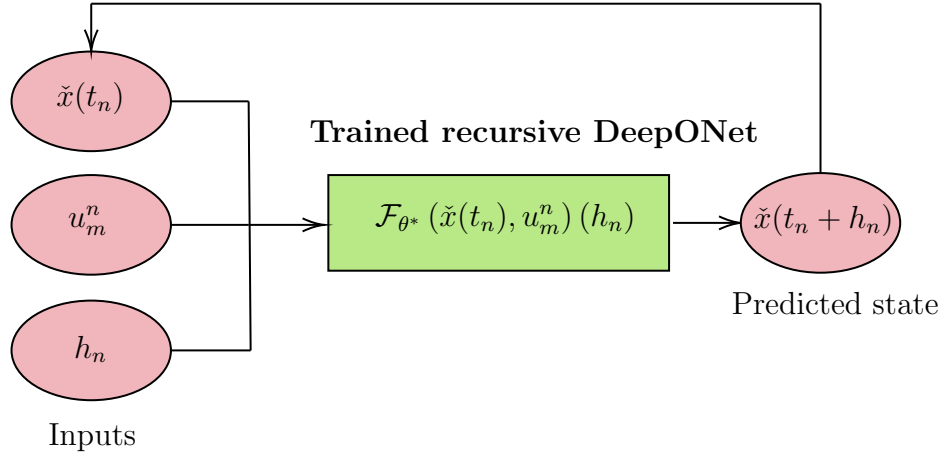 x̌(tₙ)
Trained recursive DeepONet
uₘⁿ
𝓕_θ* (x̌(tₙ), uₘⁿ) (hₙ)
x̌(tₙ + hₙ)
Predicted state
hₙ
Inputs